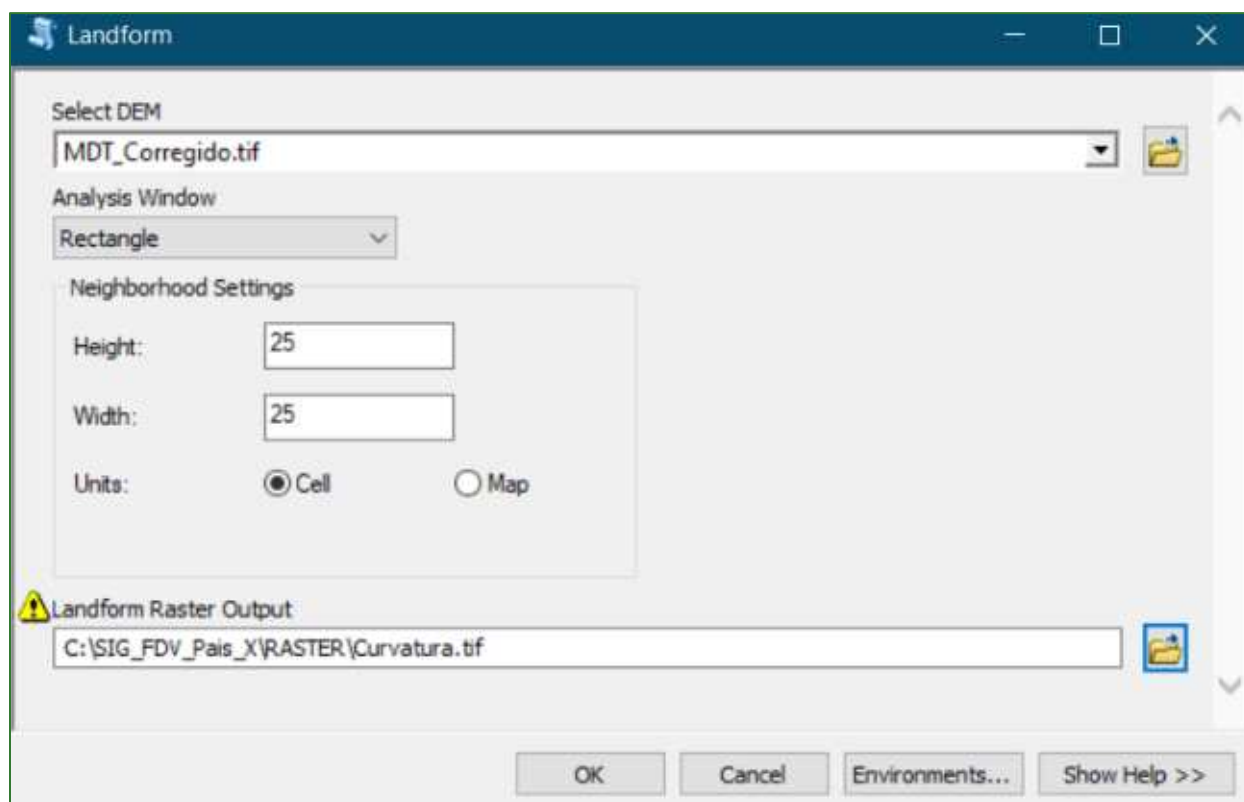 Landform
Select DEM
MDT_Corregido.tif
Analysis Window
Rectangle
Neighborhood Settings
Height: 25
Width: 25
Units: Cell Map
Landform Raster Output
C:\SIG_FDV_Pais_X\RASTER\Curvatura.tif
OK Cancel Environments... Show Help >>